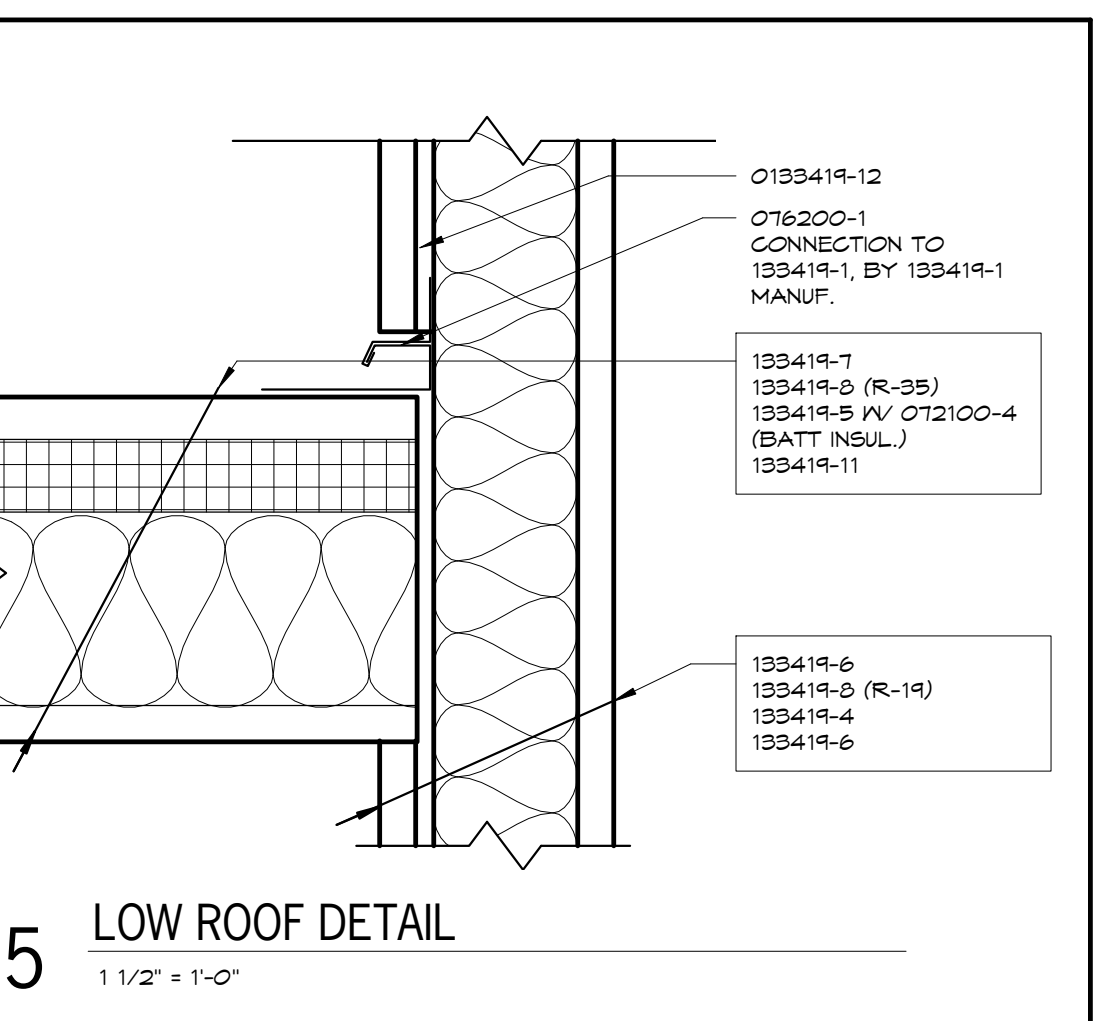 0133419-12
076200-1
CONNECTION TO
133419-1, BY 133419-1
MANUF.
133419-7
133419-8 (R-35)
133419-5 W/ 072100-4
(BATT INSUL.)
133419-11
133419-6
133419-8 (R-19)
133419-4
133419-6
5
LOW ROOF DETAIL
1 1/2" = 1'-0"